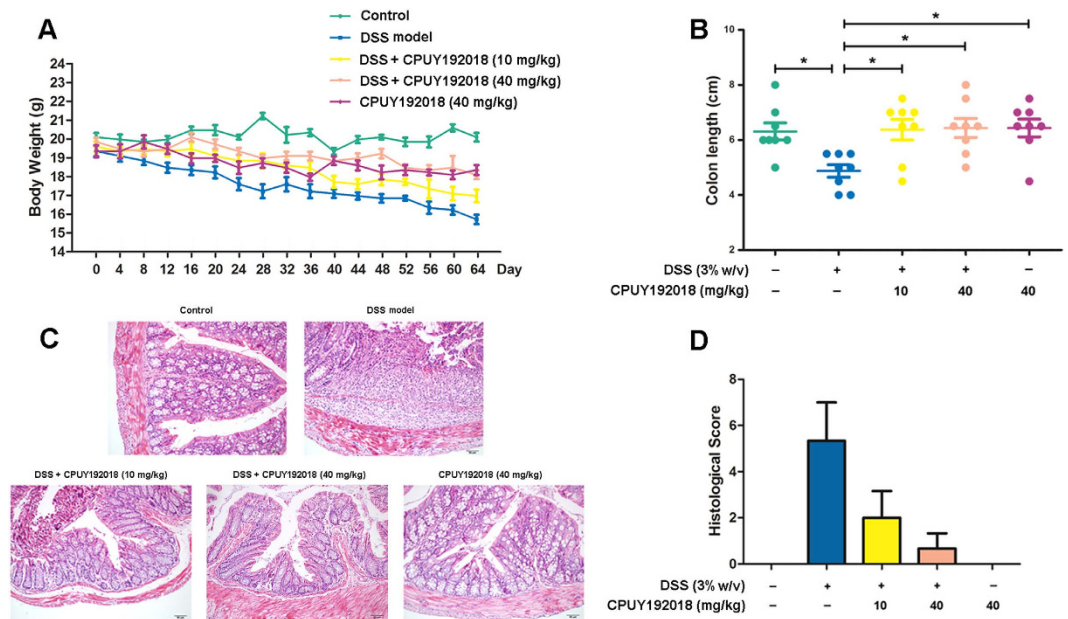 A
Control
DSS model
DSS + CPUY192018 (10 mg/kg)
DSS + CPUY192018 (40 mg/kg)
CPUY192018 (40 mg/kg)
Body Weight (g)
21
20
19
18
17
16
15
14
0 4 8 12 16 20 24 28 32 36 40 44 48 52 56 60 64 Day
B
Colon length (cm)
10
8
6
4
2
* * * *
DSS (3% w/v) – + + + –
CPUY192018 (mg/kg) – – 10 40 40
C
Control
DSS model
DSS + CPUY192018 (10 mg/kg)
DSS + CPUY192018 (40 mg/kg)
CPUY192018 (40 mg/kg)
D
Histological Score
8
6
4
2
0
DSS (3% w/v) – + + + –
CPUY192018 (mg/kg) – – 10 40 40